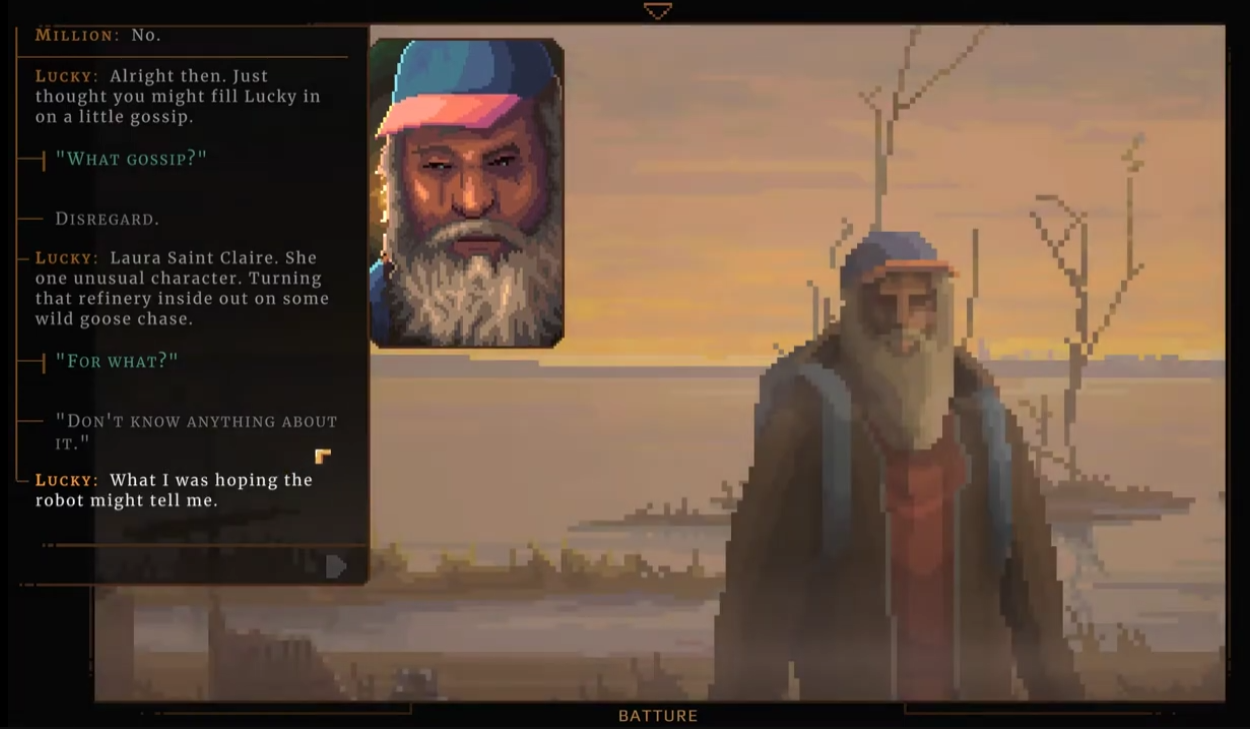 Million: No.
Lucky: Alright then. Just
thought you might fill Lucky in
on a little gossip.
"What gossip?"
Disregard.
Lucky: Laura Saint Claire. She
one unusual character. Turning
that refinery inside out on some
wild goose chase.
"For what?"
"Don't know anything about
it."
Lucky: What I was hoping the
robot might tell me.
BATTURE